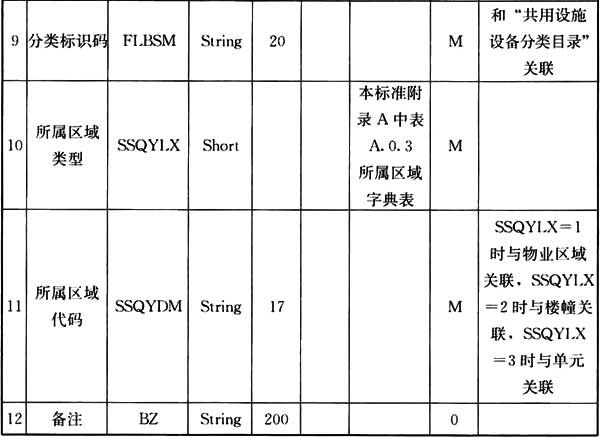 9 分类标识码 FLBSM String 20 M 和“共用设施
设备分类目录”
关联
10 所属区域
类型 SSQYLX Short 本标准附
录 A 中表
A.0.3
所属区域
字典表 M
11 所属区域
代码 SSQYDM String 17 M SSQYLX=1
时与物业区域
关联，SSQYLX
=2时与楼幢关
联，SSQYLX
=3时与单元
关联
12 备注 BZ String 200 0